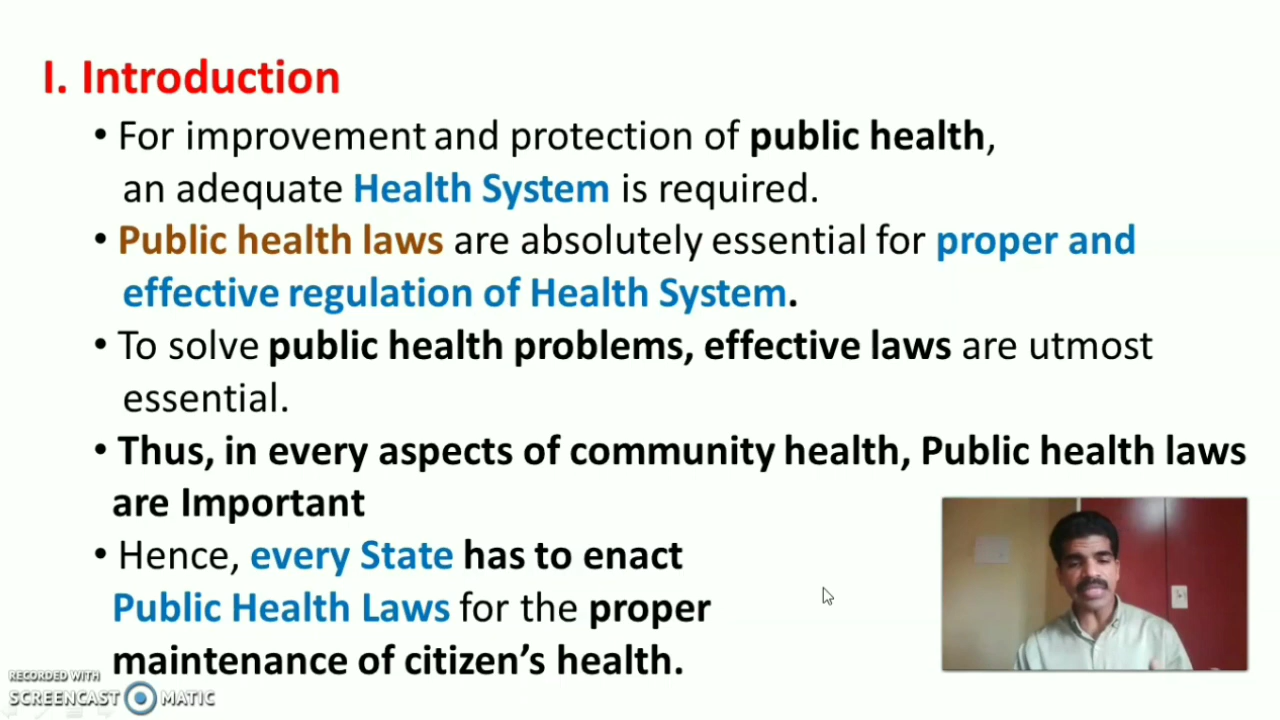 I. Introduction
• For improvement and protection of public health,
an adequate Health System is required.
• Public health laws are absolutely essential for proper and
effective regulation of Health System.
• To solve public health problems, effective laws are utmost
essential.
• Thus, in every aspects of community health, Public health laws
are Important
• Hence, every State has to enact
Public Health Laws for the proper
maintenance of citizen’s health.
RECORDED WITH
SCREENCAST MATIC